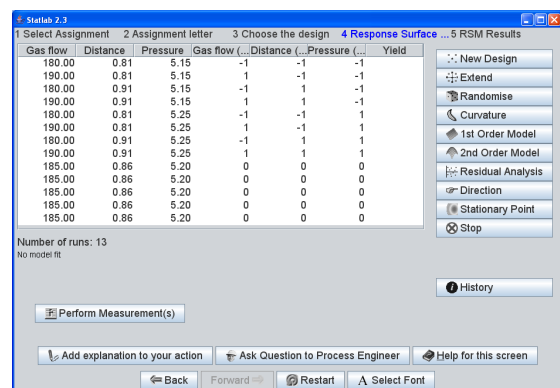 Statlab 2.3
1 Select Assignment 2 Assignment letter 3 Choose the design 4 Response Surface ... 5 RSM Results
Gas flow Distance Pressure Gas flow (... Distance (... Pressure (... Yield
180.00 0.81 5.15 -1 -1 -1
190.00 0.81 5.15 1 -1 -1
180.00 0.91 5.15 -1 1 -1
190.00 0.91 5.15 1 1 -1
180.00 0.81 5.25 -1 -1 1
190.00 0.81 5.25 1 -1 1
180.00 0.91 5.25 -1 1 1
190.00 0.91 5.25 1 1 1
185.00 0.86 5.20 0 0 0
185.00 0.86 5.20 0 0 0
185.00 0.86 5.20 0 0 0
185.00 0.86 5.20 0 0 0
185.00 0.86 5.20 0 0 0
New Design
Extend
Randomise
Curvature
1st Order Model
2nd Order Model
Residual Analysis
Direction
Stationary Point
Stop
Number of runs: 13
No model fit
History
Perform Measurement(s)
Add explanation to your action Ask Question to Process Engineer Help for this screen
Back Forward Restart A Select Font